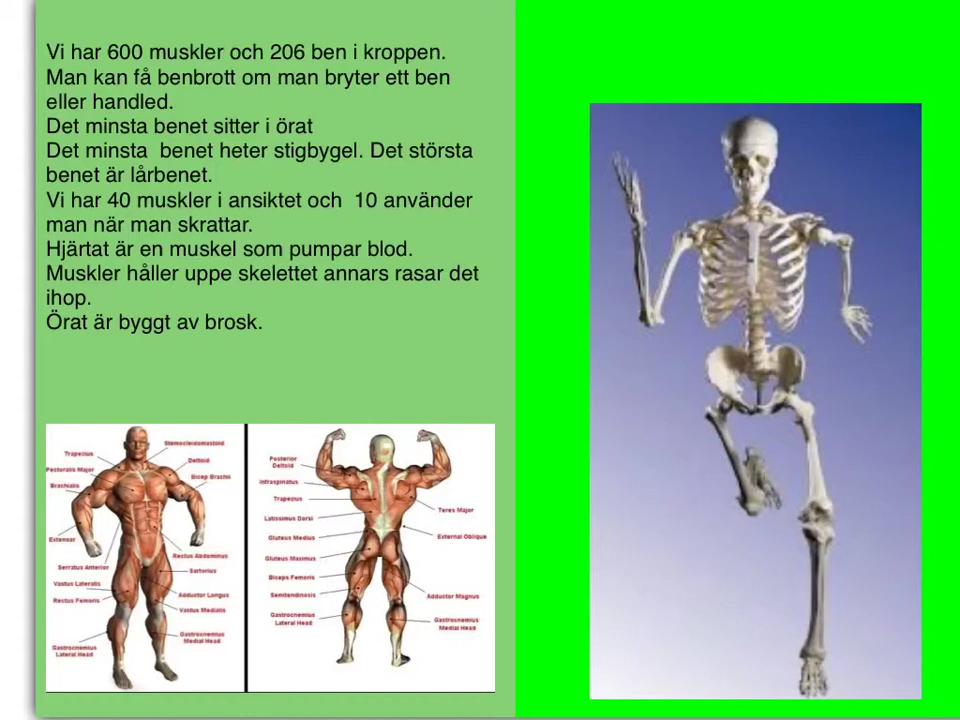 Vi har 600 muskler och 206 ben i kroppen.
Man kan få benbrott om man bryter ett ben
eller handled.
Det minsta benet sitter i örat
Det minsta  benet heter stigbygel. Det största
benet är lårbenet.
Vi har 40 muskler i ansiktet och  10 använder
man när man skrattar.
Hjärtat är en muskel som pumpar blod.
Muskler håller uppe skelettet annars rasar det
ihop.
Örat är byggt av brosk.
Sternocleidomastoid
Trapezius
Deltoid
Pectoralis Major
Bicep Brachii
Brachialis
Extensor
Rectus Abdominus
Serratus Anterior
Sartorius
Vastus Lateralis
Adductor Longus
Rectus Femoris
Vastus Medialis
Gastrocnemius
Medial Head
Gastrocnemius
Lateral Head
Posterior
Deltoid
Infraspinatus
Trapezius
Teres Major
Latissimus Dorsi
External Oblique
Gluteus Medius
Gluteus Maximus
Biceps Femoris
Semitendinosis
Adductor Magnus
Gastrocnemius
Lateral Head
Gastrocnemius
Medial Head